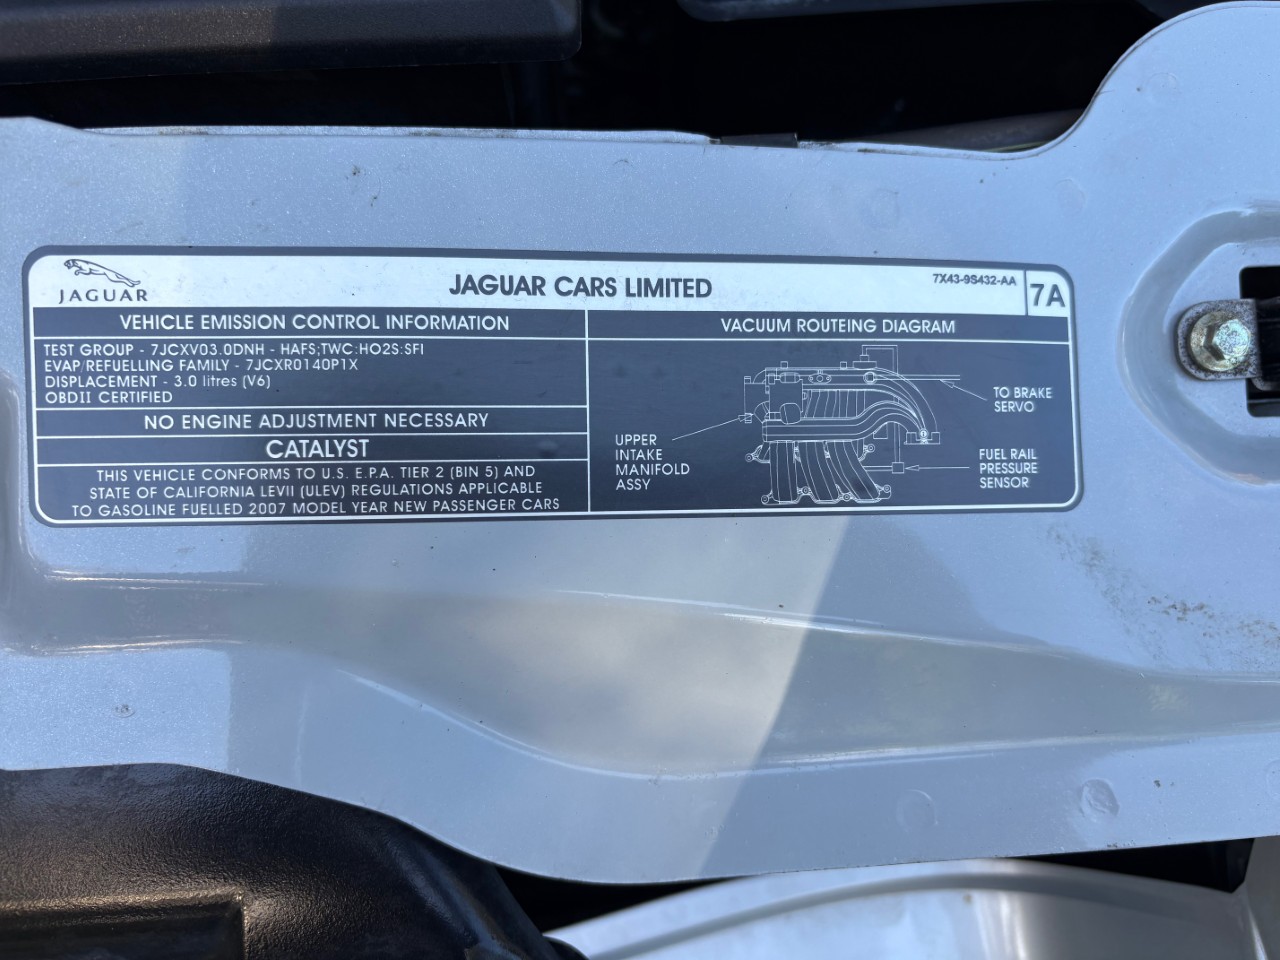 JAGUAR
JAGUAR CARS LIMITED
7X43-9S432-AA
7A
VEHICLE EMISSION CONTROL INFORMATION
TEST GROUP - 7JCXV03.0DNH - HAFS;TWC:HO2S:SFI
EVAP/REFUELLING FAMILY - 7JCXR0140P1X
DISPLACEMENT - 3.0 litres (V6)
OBDII CERTIFIED
NO ENGINE ADJUSTMENT NECESSARY
CATALYST
THIS VEHICLE CONFORMS TO U.S. E.P.A. TIER 2 (BIN 5) AND
STATE OF CALIFORNIA LEVII (ULEV) REGULATIONS APPLICABLE
TO GASOLINE FUELLED 2007 MODEL YEAR NEW PASSENGER CARS
VACUUM ROUTEING DIAGRAM
TO BRAKE
SERVO
UPPER
INTAKE
MANIFOLD
ASSY
FUEL RAIL
PRESSURE
SENSOR